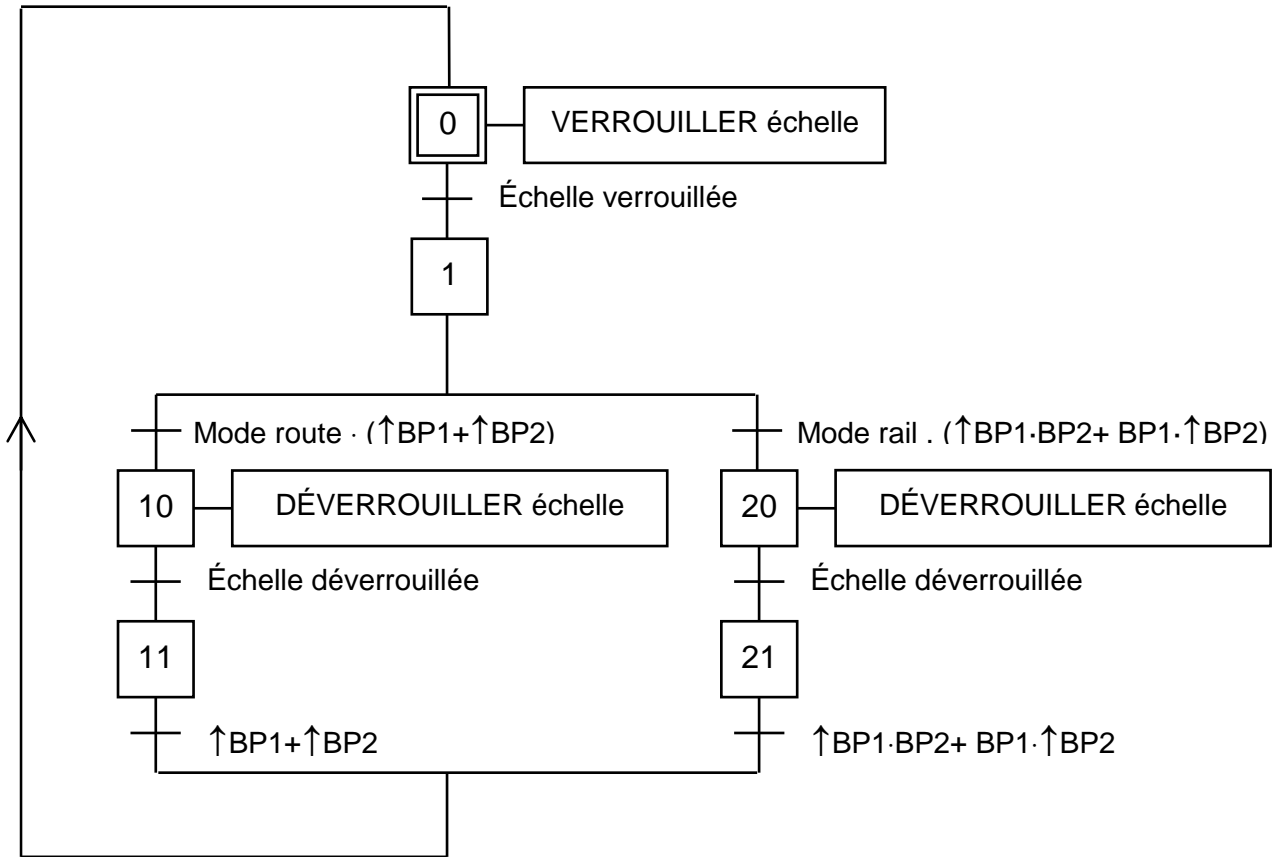 0 VERROUILLER échelle
Échelle verrouillée
1
Mode route · (↑BP1+↑BP2) Mode rail . (↑BP1·BP2+ BP1·↑BP2)
10 DÉVERROUILLER échelle 20 DÉVERROUILLER échelle
Échelle déverrouillée Échelle déverrouillée
11 21
↑BP1+↑BP2 ↑BP1·BP2+ BP1·↑BP2